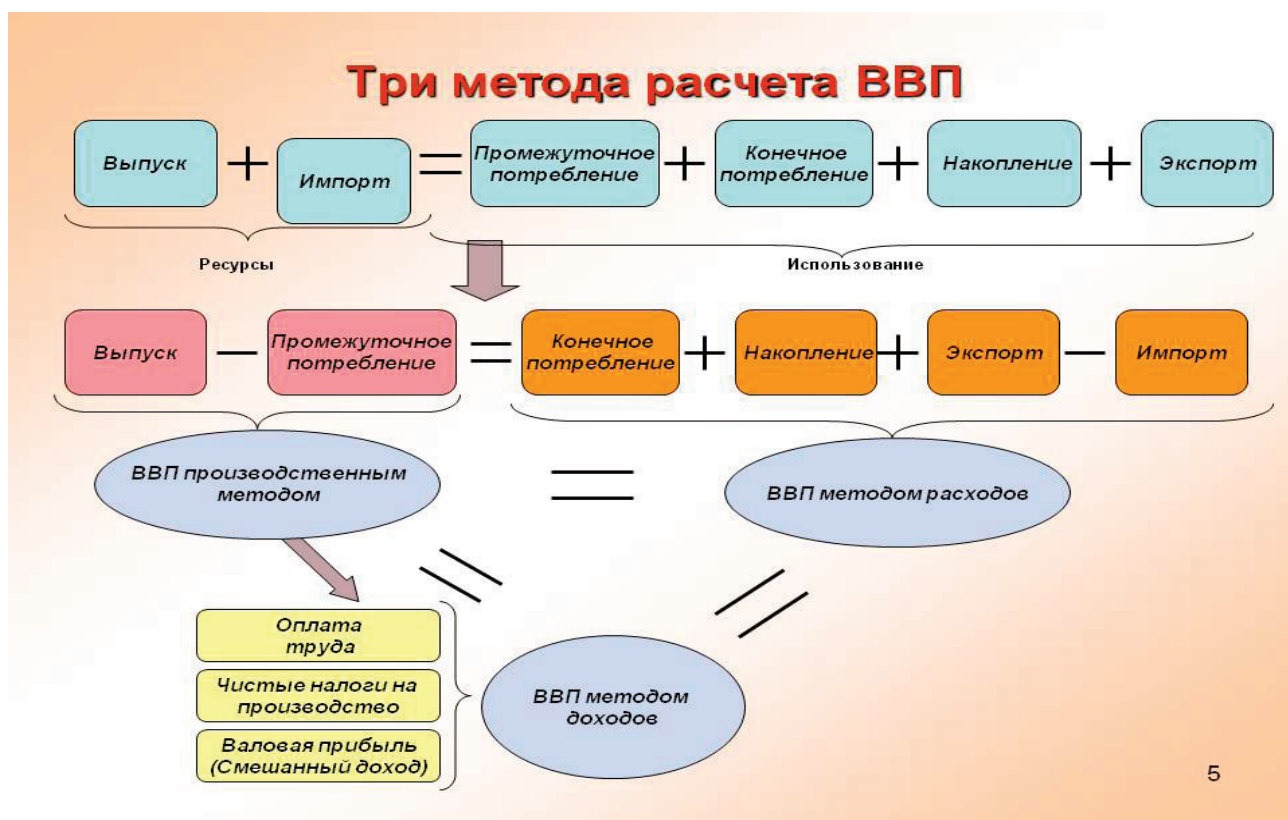 Три метода расчета ВВП
Выпуск
+
Импорт
=
Промежуточное
потребление
+
Конечное
потребление
+
Накопление
+
Экспорт
Ресурсы
Использование
Выпуск
—
Промежуточное
потребление
=
Конечное
потребление
+
Накопление
+
Экспорт
—
Импорт
ВВП производственным
методом
=
ВВП методом расходов
=
=
Оплата
труда
Чистые налоги на
производство
Валовая прибыль
(Смешанный доход)
ВВП методом
доходов
5